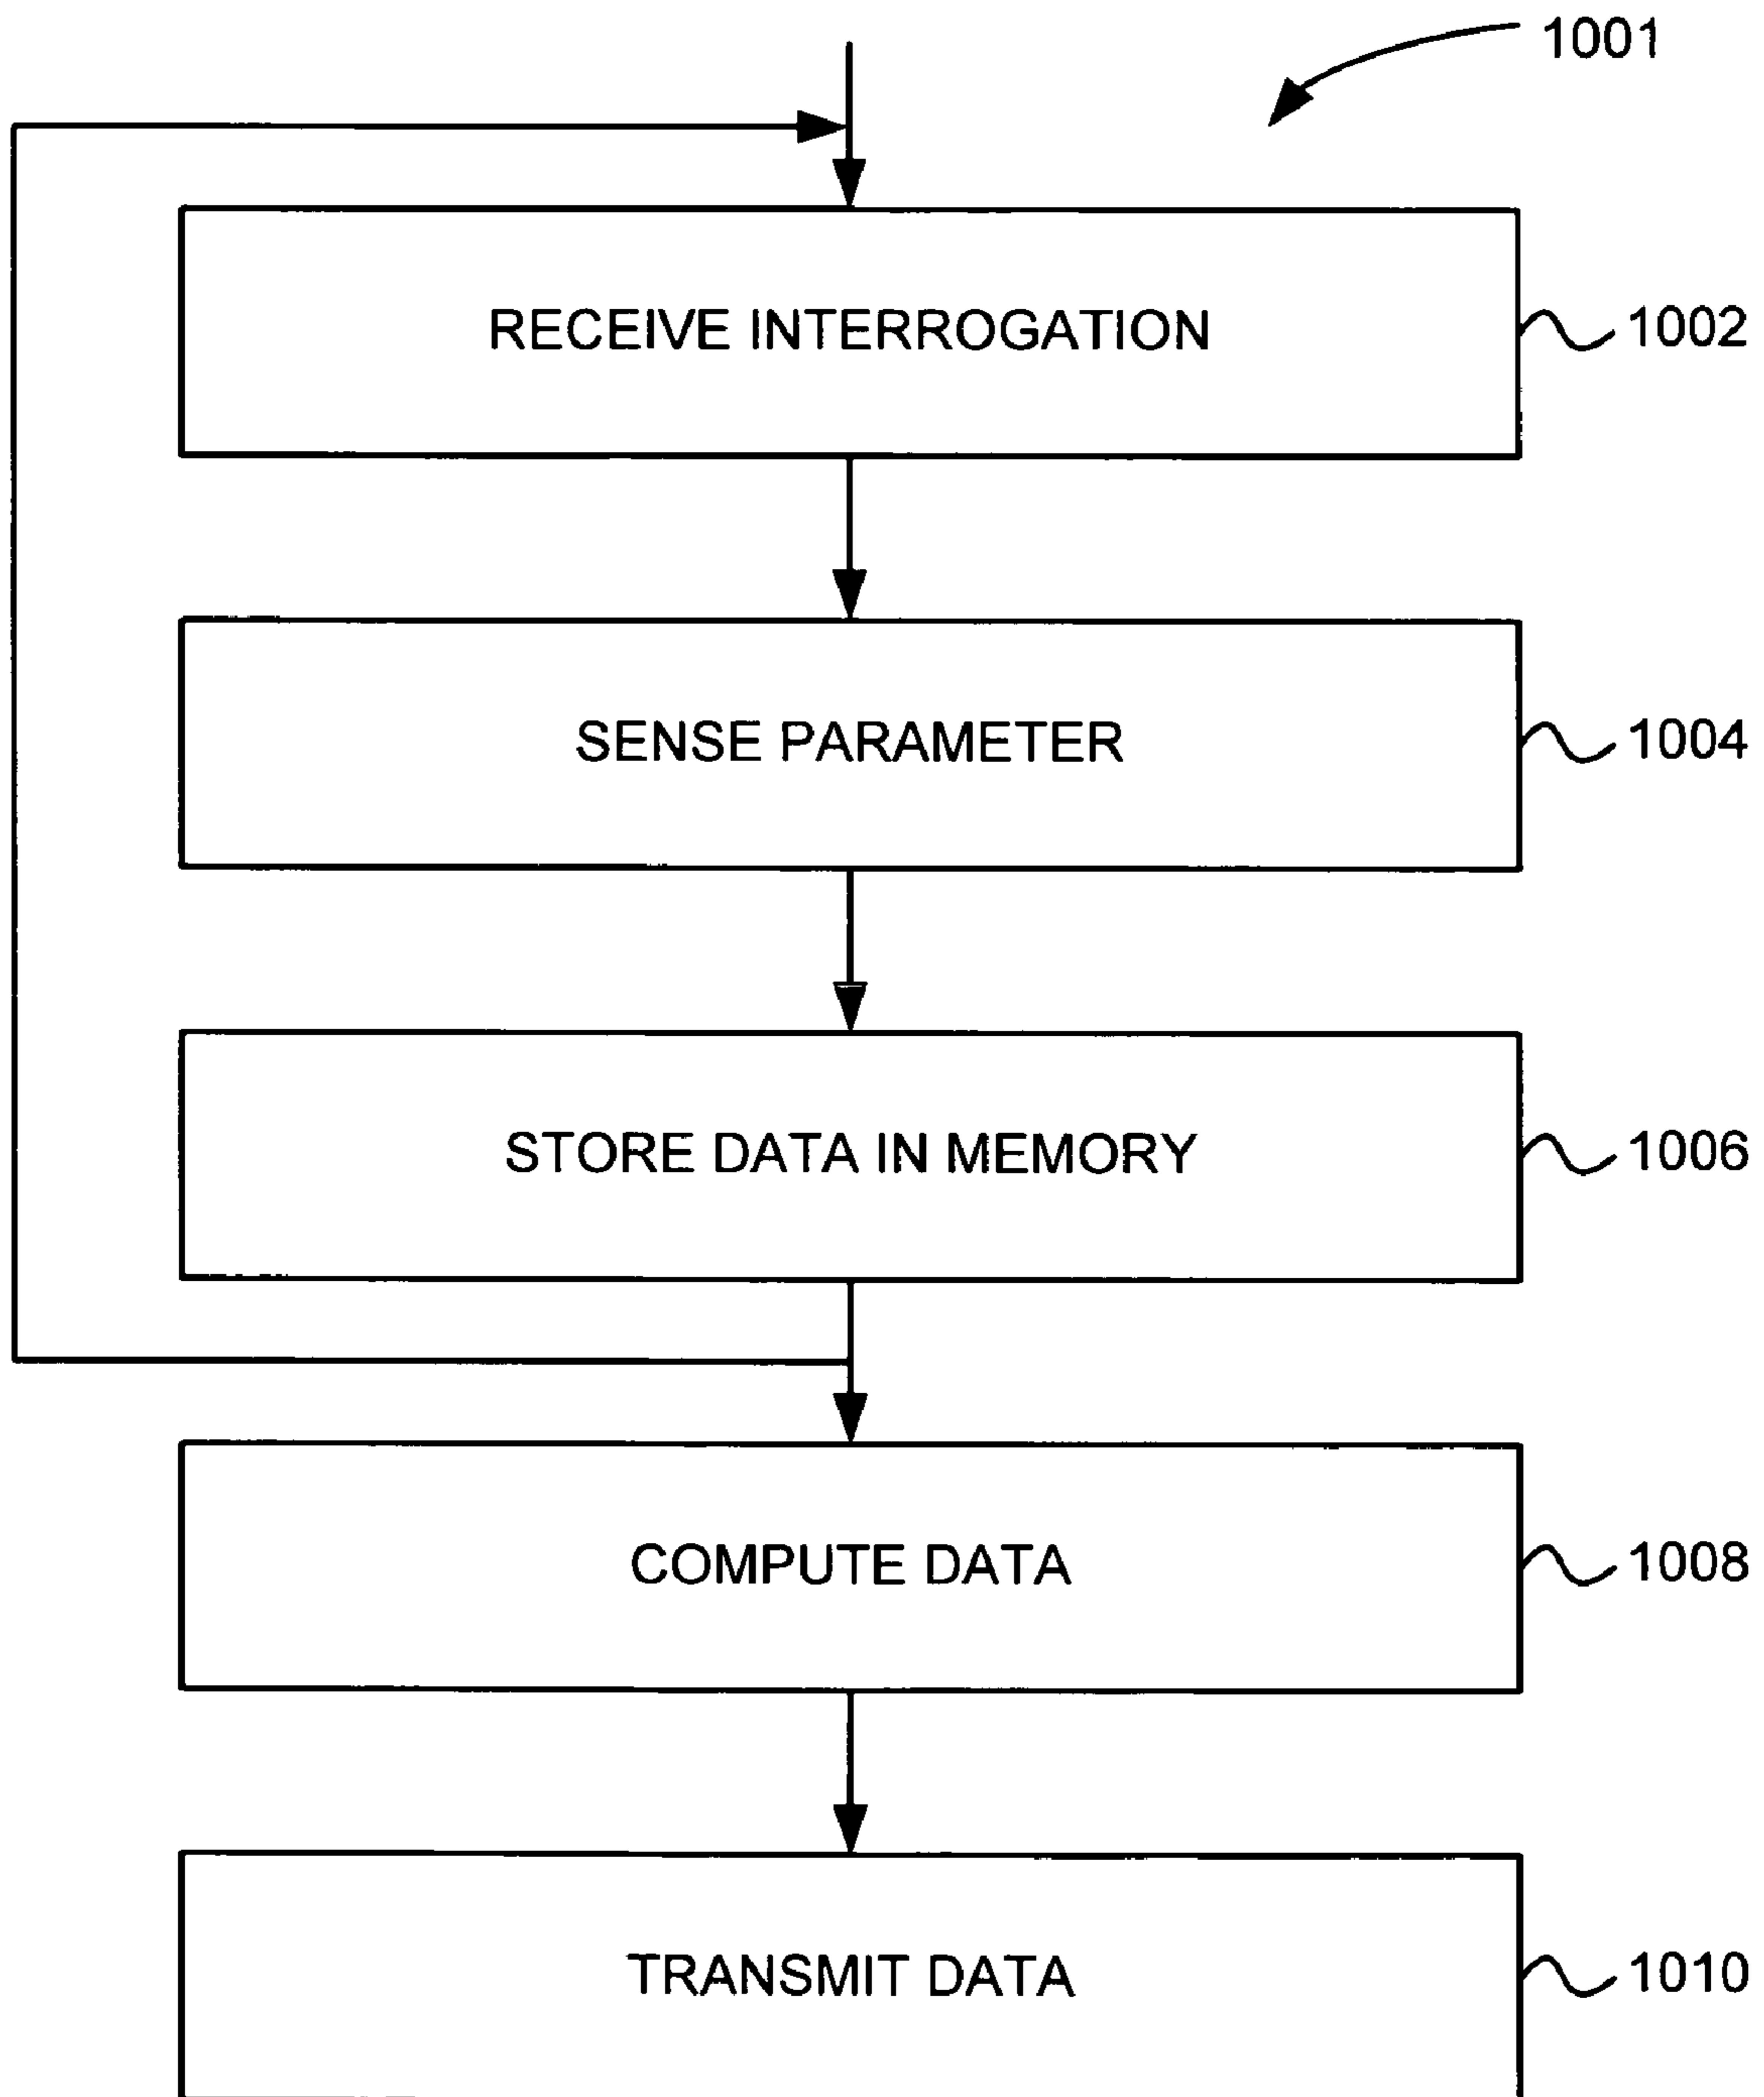 1001
RECEIVE INTERROGATION
1002
SENSE PARAMETER
1004
STORE DATA IN MEMORY
1006
COMPUTE DATA
1008
TRANSMIT DATA
1010